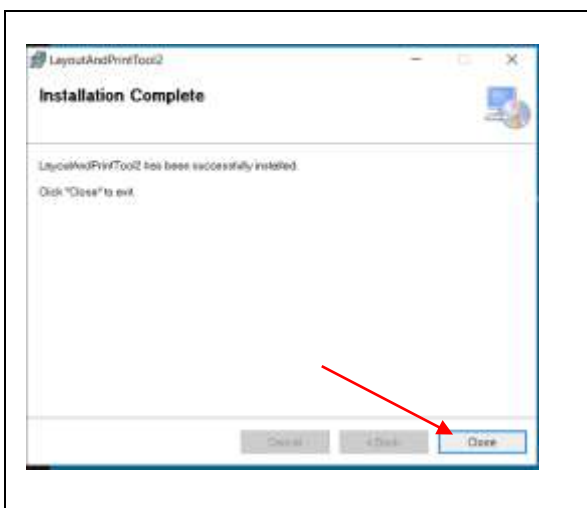 LayoutAndPrintTool2
Installation Complete
LayoutAndPrintTool2 has been successfully installed.
Click "Close" to exit.
Cancel
< Back
Close